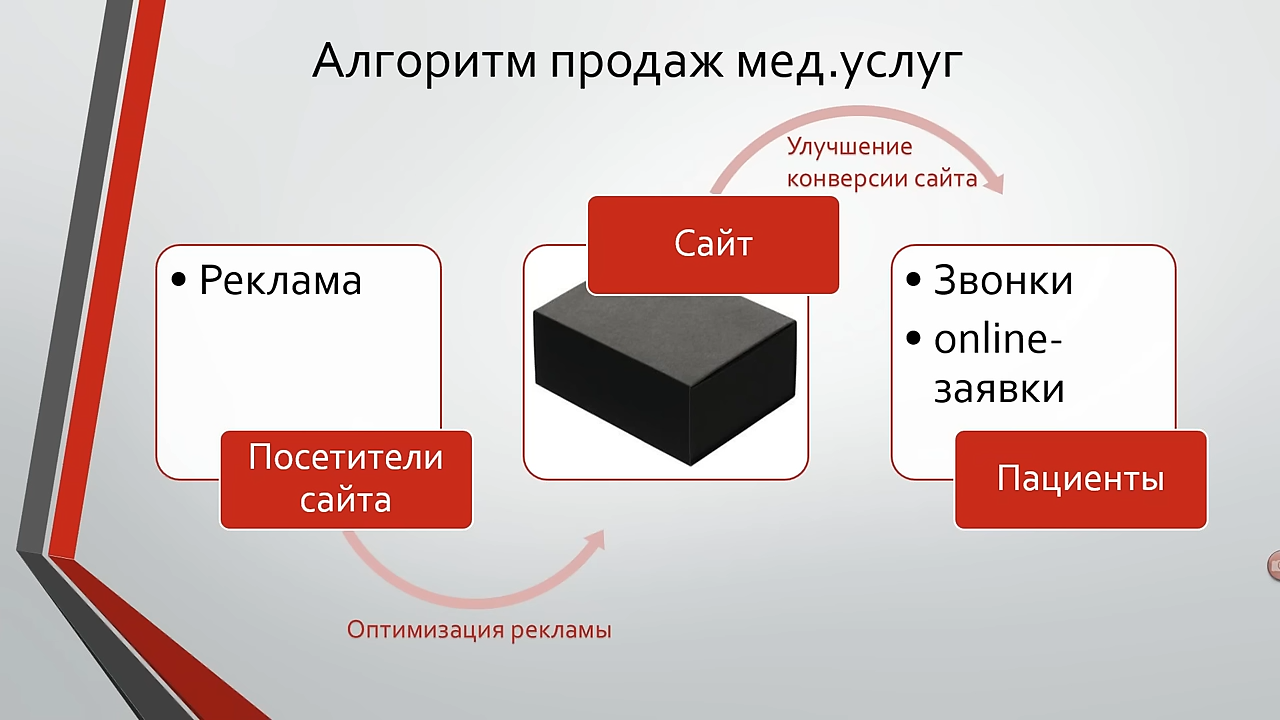 Алгоритм продаж мед.услуг
Улучшение
конверсии сайта
Сайт
• Реклама
Посетители
сайта
• Звонки
• online-
заявки
Пациенты
Оптимизация рекламы